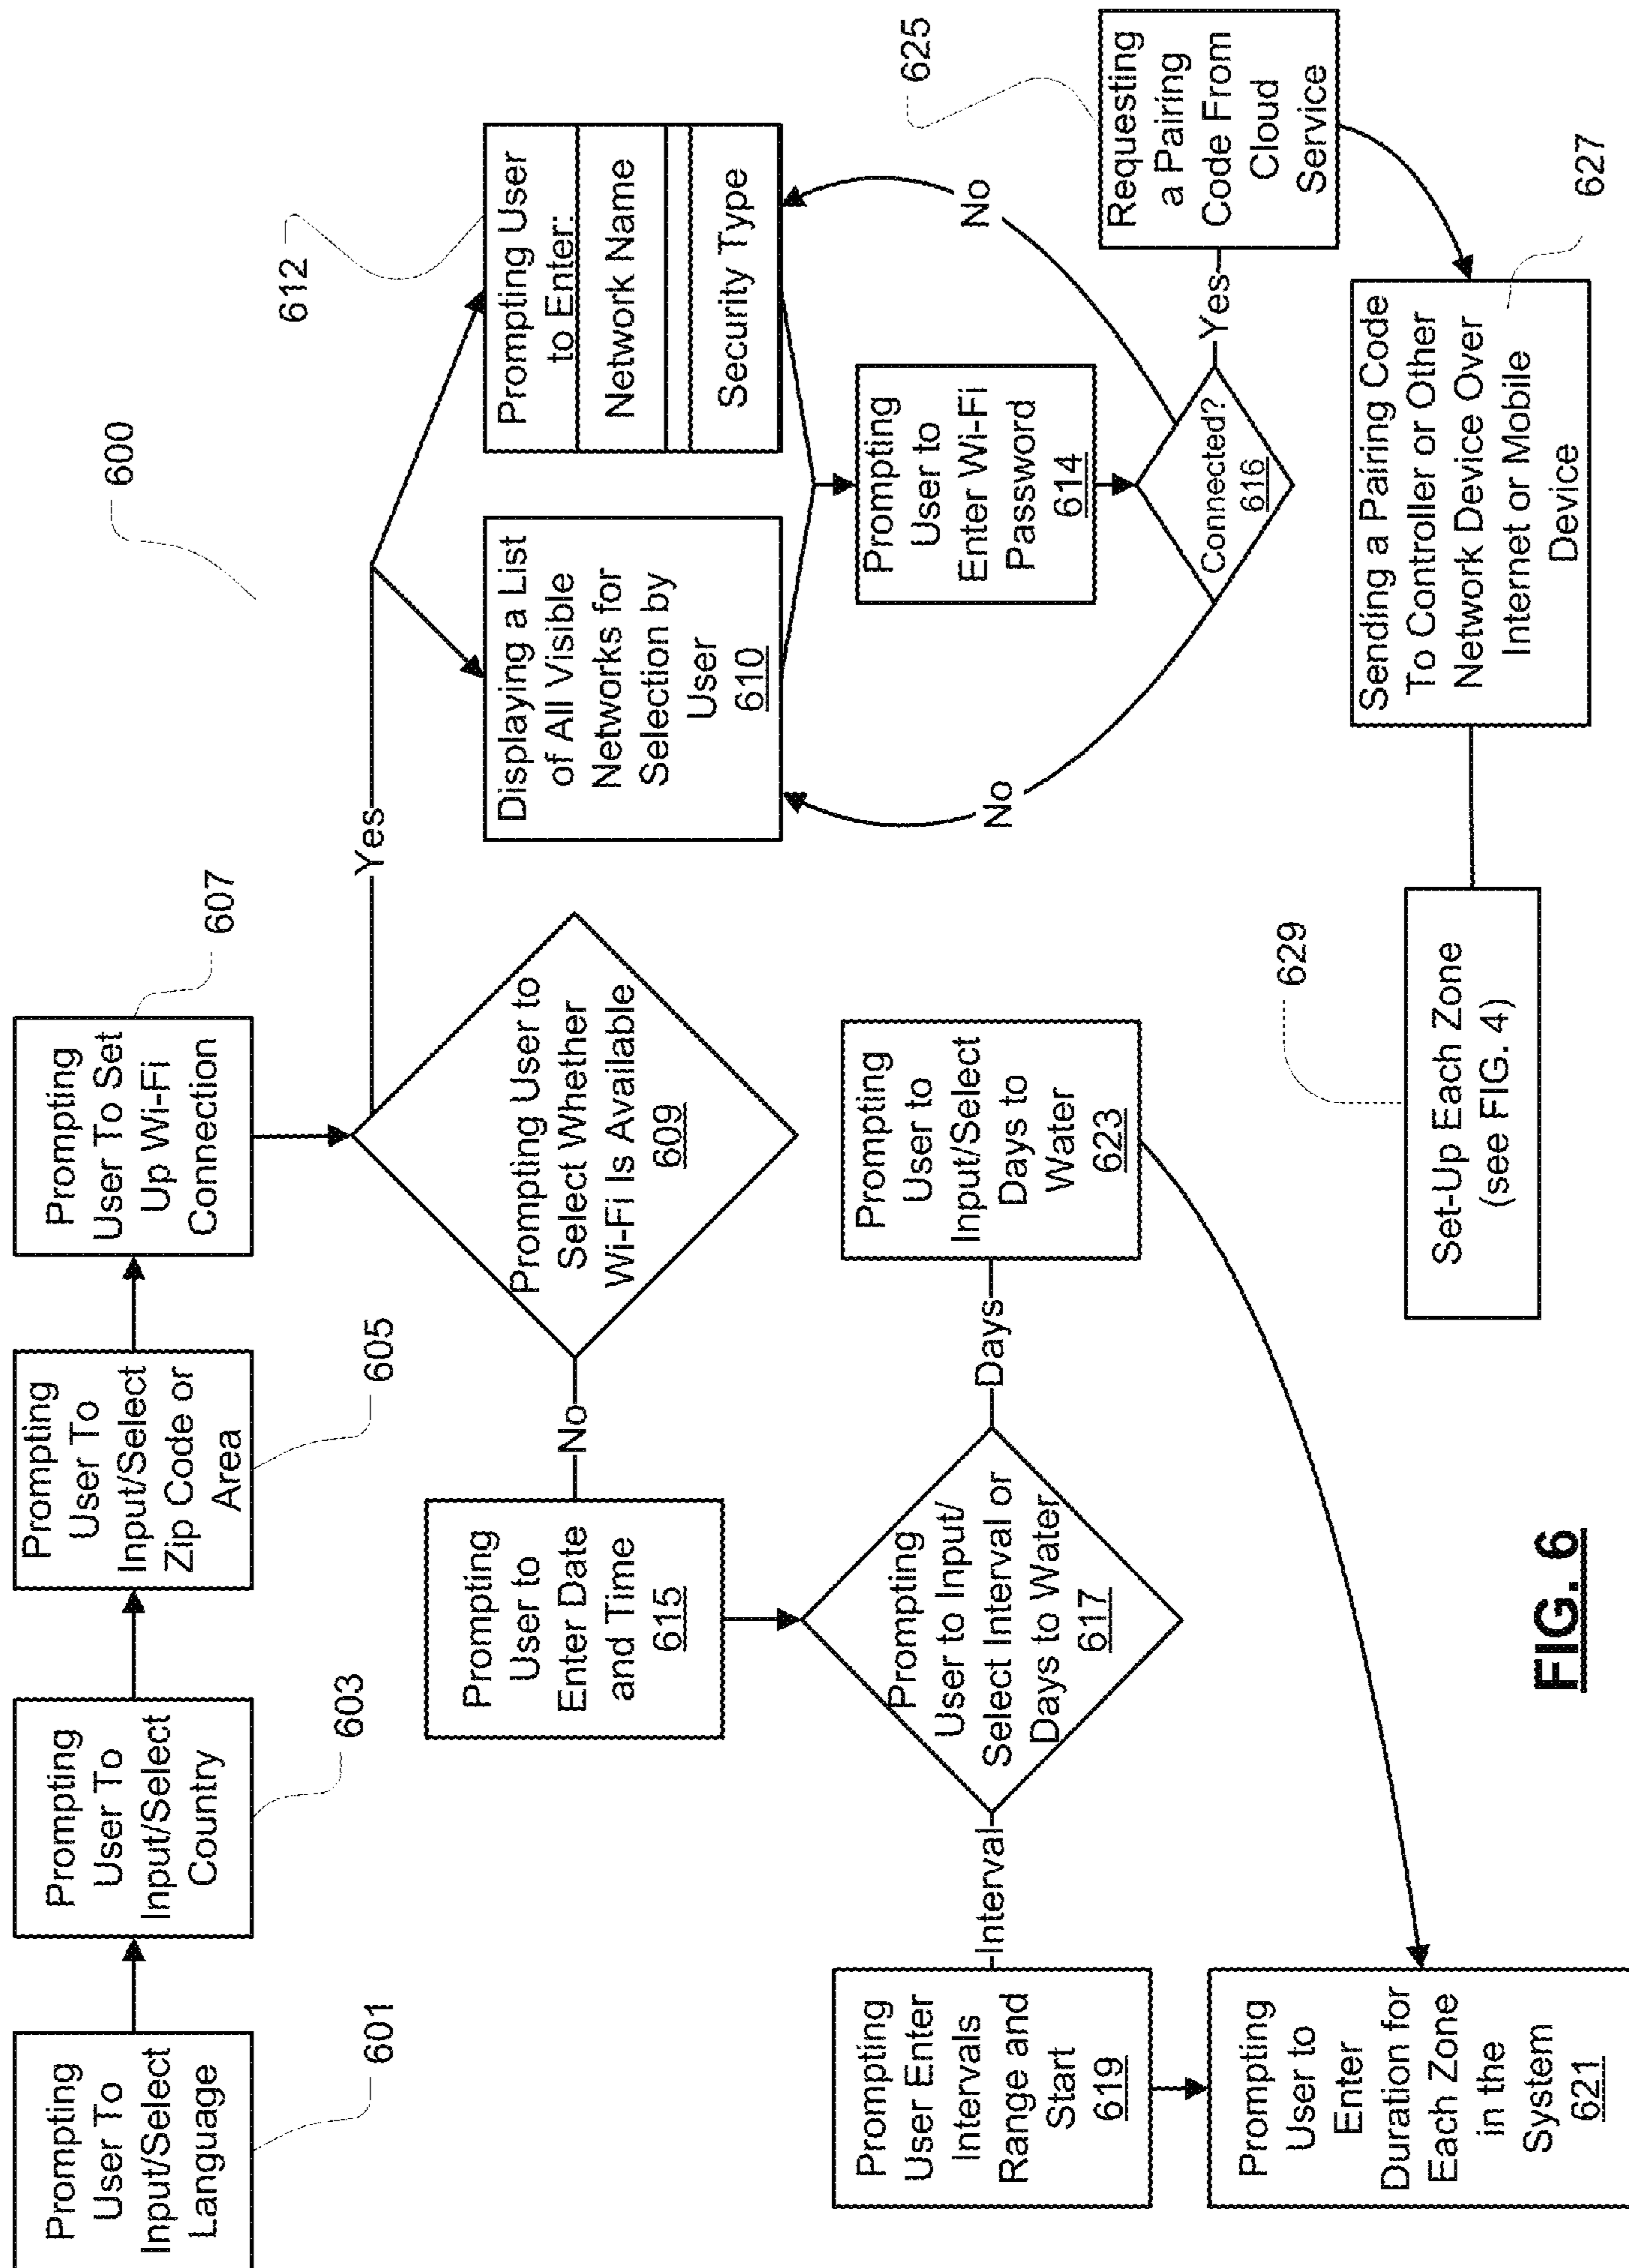 600
Prompting
User To
Input/Select
Language
601
Prompting
User To
Input/Select
Country
603
Prompting
User To
Input/Select
Zip Code or
Area
605
Prompting
User To Set
Up Wi-Fi
Connection
607
Prompting User to
Select Whether
Wi-Fi Is Available
609
Yes
No
Displaying a List
of All Visible
Networks for
Selection by
User
610
Prompting User
to Enter:
Network Name
Security Type
612
Prompting
User to
Enter Wi-Fi
Password
614
Connected?
616
No
No
Yes
Requesting
a Pairing
Code From
Cloud
Service
625
Sending a Pairing Code
To Controller or Other
Network Device Over
Internet or Mobile
Device
627
Set-Up Each Zone
(see FIG. 4)
629
Prompting
User to
Enter Date
and Time
615
Prompting
User to Input/
Select Interval or
Days to Water
617
Interval
Days
Prompting
User Enter
Intervals
Range and
Start
619
Prompting
User to
Input/Select
Days to
Water
623
Prompting
User to
Enter
Duration for
Each Zone
in the
System
621
FIG. 6